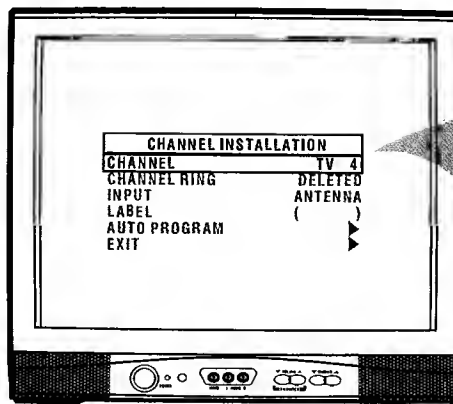 CHANNEL INSTALLATION
CHANNEL TV 4
CHANNEL RING DELETED
INPUT ANTENNA
LABEL ( )
AUTO PROGRAM
EXIT